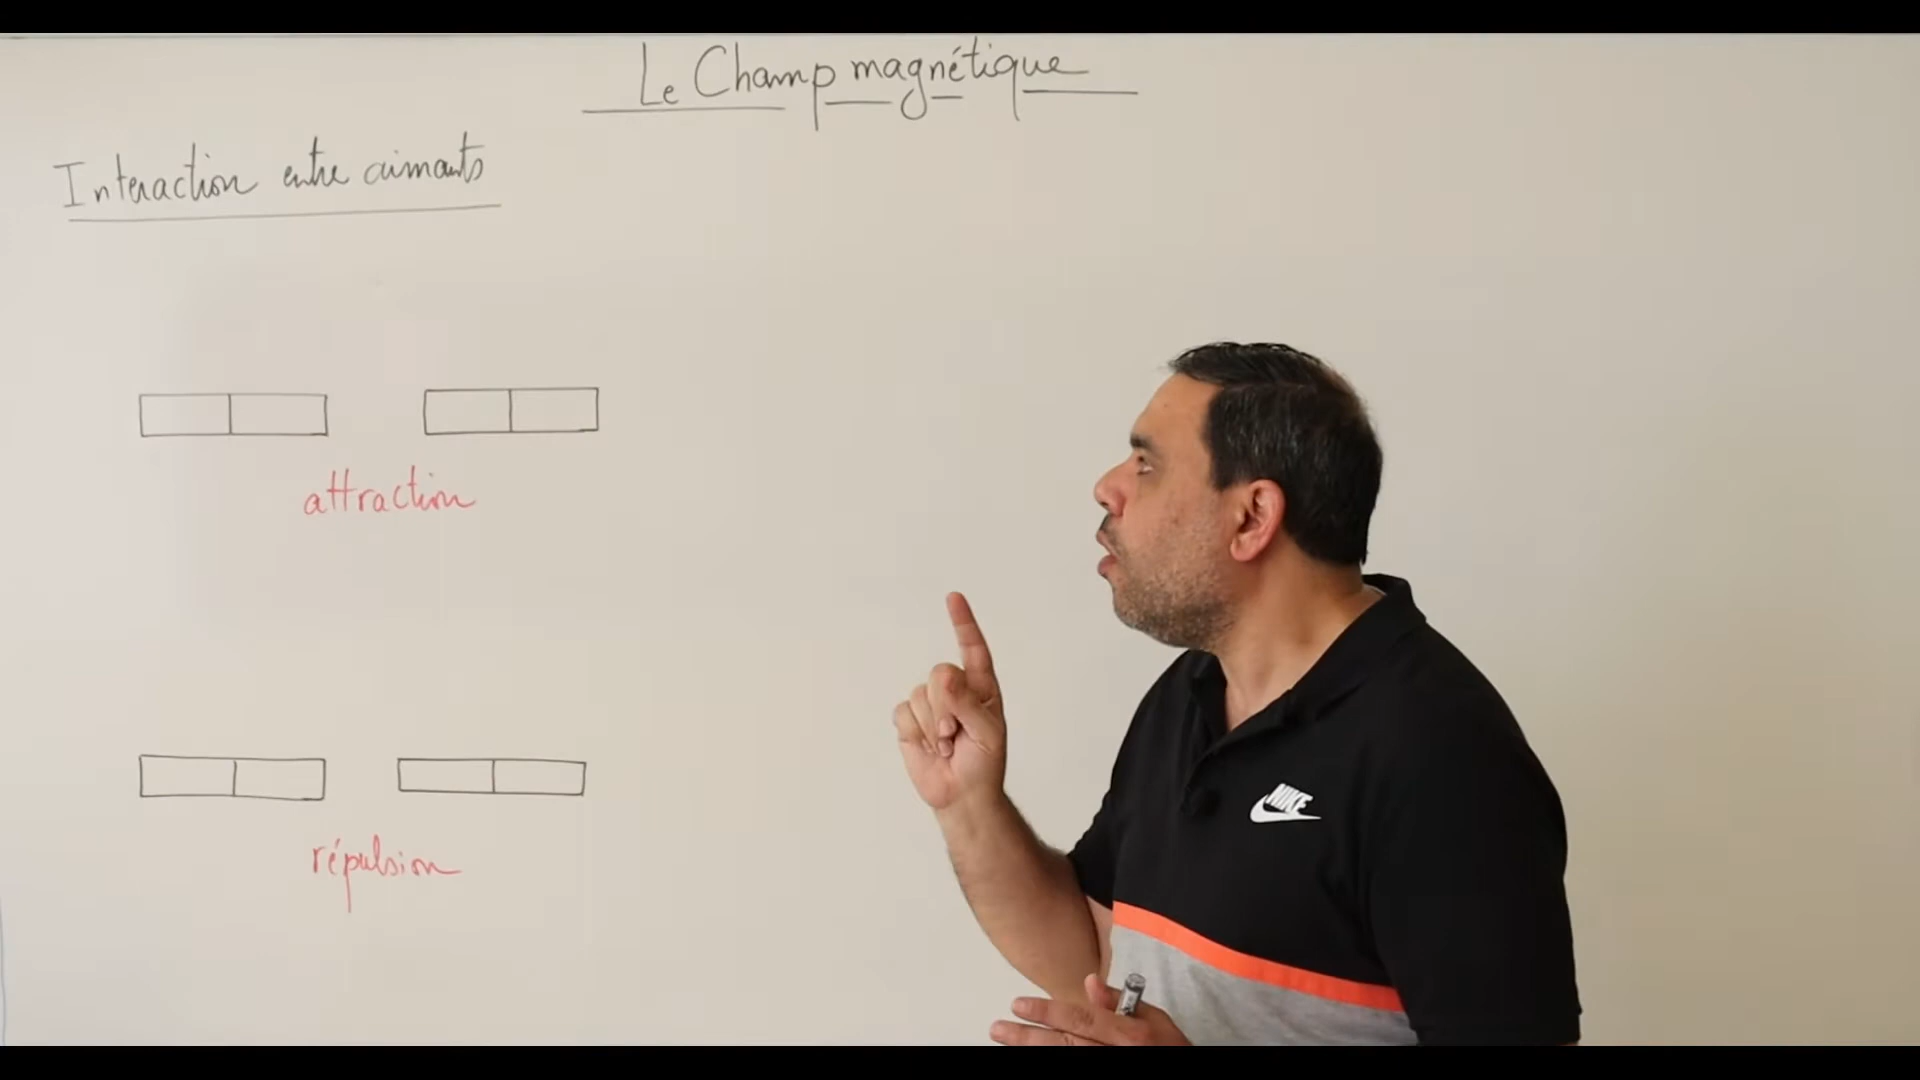 Le Champ magnétique
Interaction entre aimants
attraction
répulsion
NIKE